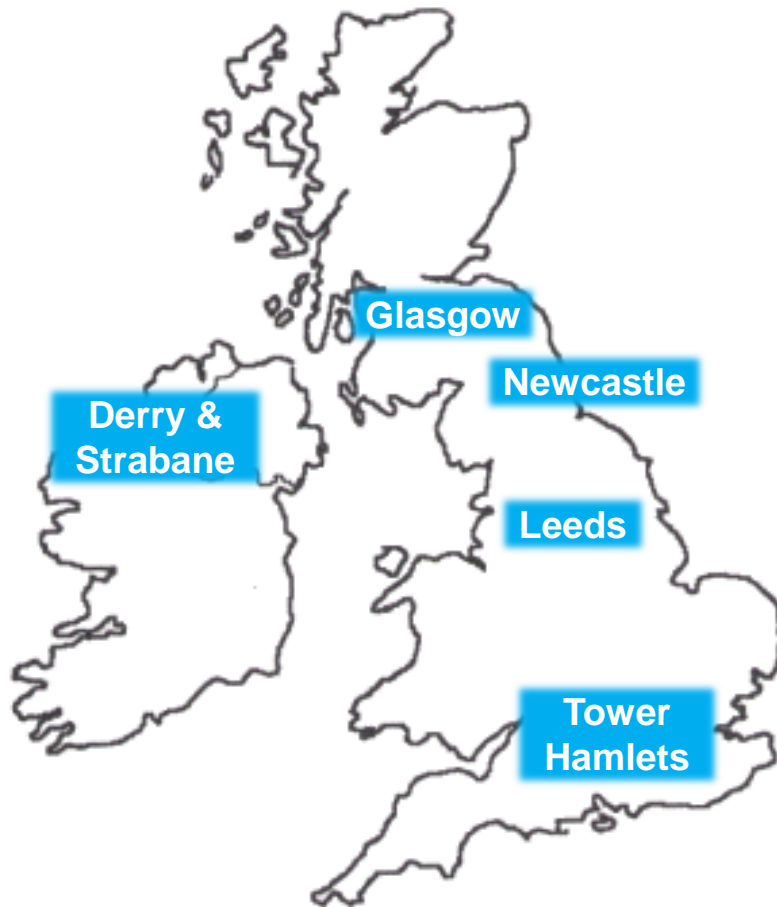 Glasgow
Newcastle
Derry &
Strabane
Leeds
Tower
Hamlets